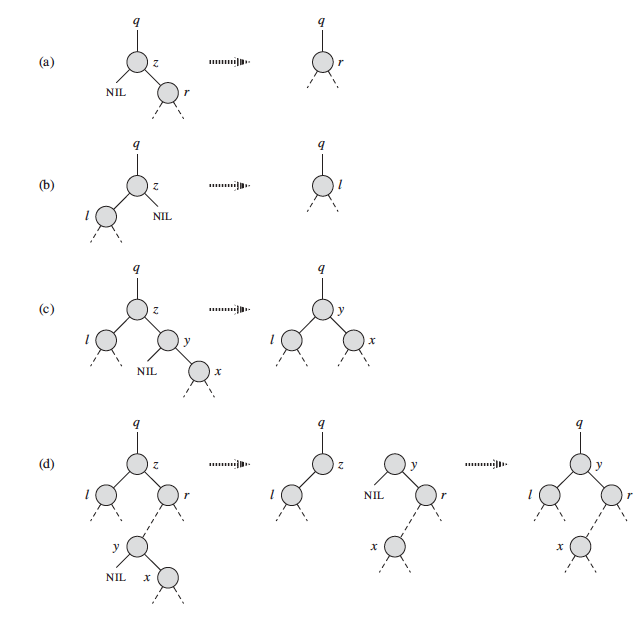 q q
(a) z r
NIL r
q q
(b) z l
l NIL
q q
(c) z y
l y l x
NIL x
q q q
(d) z z y y
l r l NIL r l r
y x x
NIL x